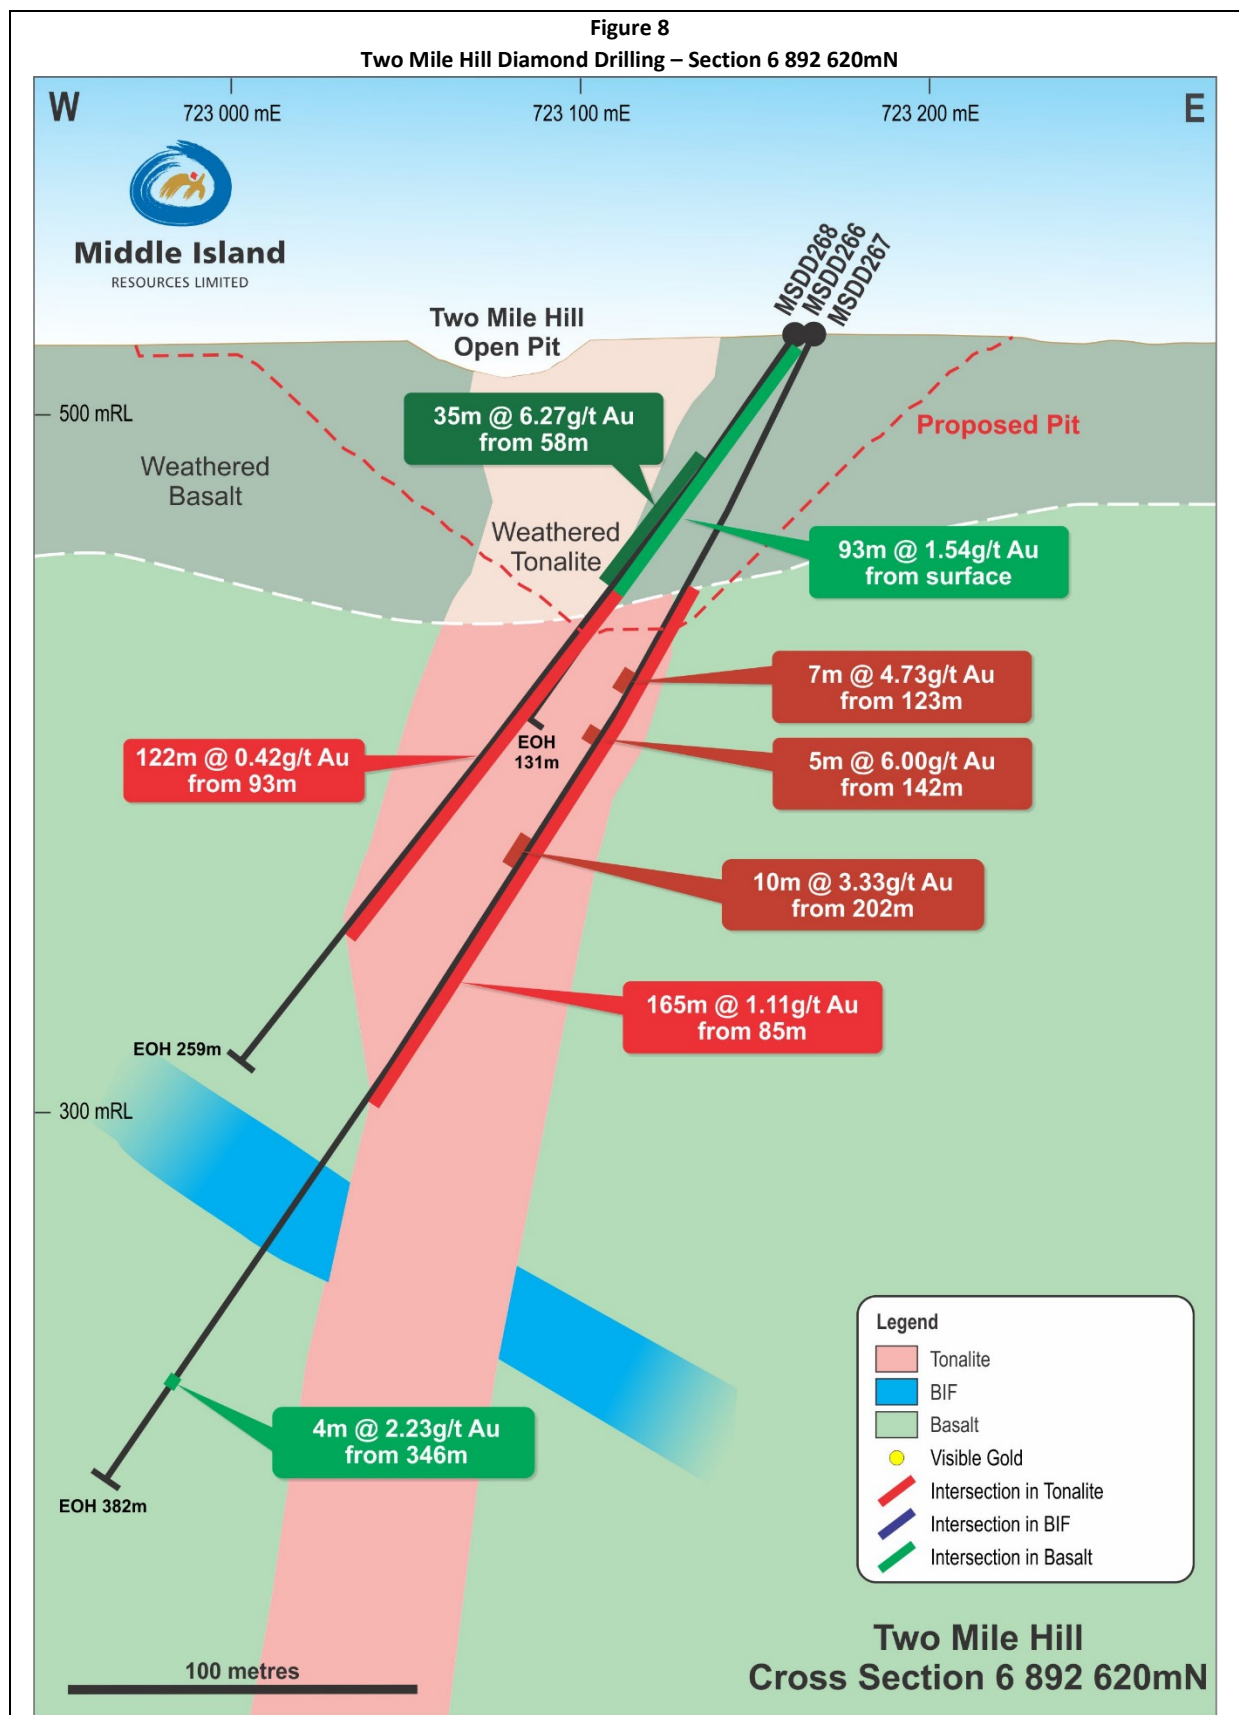 Figure 8
Two Mile Hill Diamond Drilling – Section 6 892 620mN
W
723 000 mE
723 100 mE
723 200 mE
E
Middle Island
RESOURCES LIMITED
MSDD268
MSDD266
MSDD267
Two Mile Hill
Open Pit
500 mRL
35m @ 6.27g/t Au
from 58m
Proposed Pit
Weathered
Basalt
Weathered
Tonalite
93m @ 1.54g/t Au
from surface
7m @ 4.73g/t Au
from 123m
EOH
131m
122m @ 0.42g/t Au
from 93m
5m @ 6.00g/t Au
from 142m
10m @ 3.33g/t Au
from 202m
165m @ 1.11g/t Au
from 85m
EOH 259m
300 mRL
4m @ 2.23g/t Au
from 346m
EOH 382m
Legend
Tonalite
BIF
Basalt
Visible Gold
Intersection in Tonalite
Intersection in BIF
Intersection in Basalt
100 metres
Two Mile Hill
Cross Section 6 892 620mN